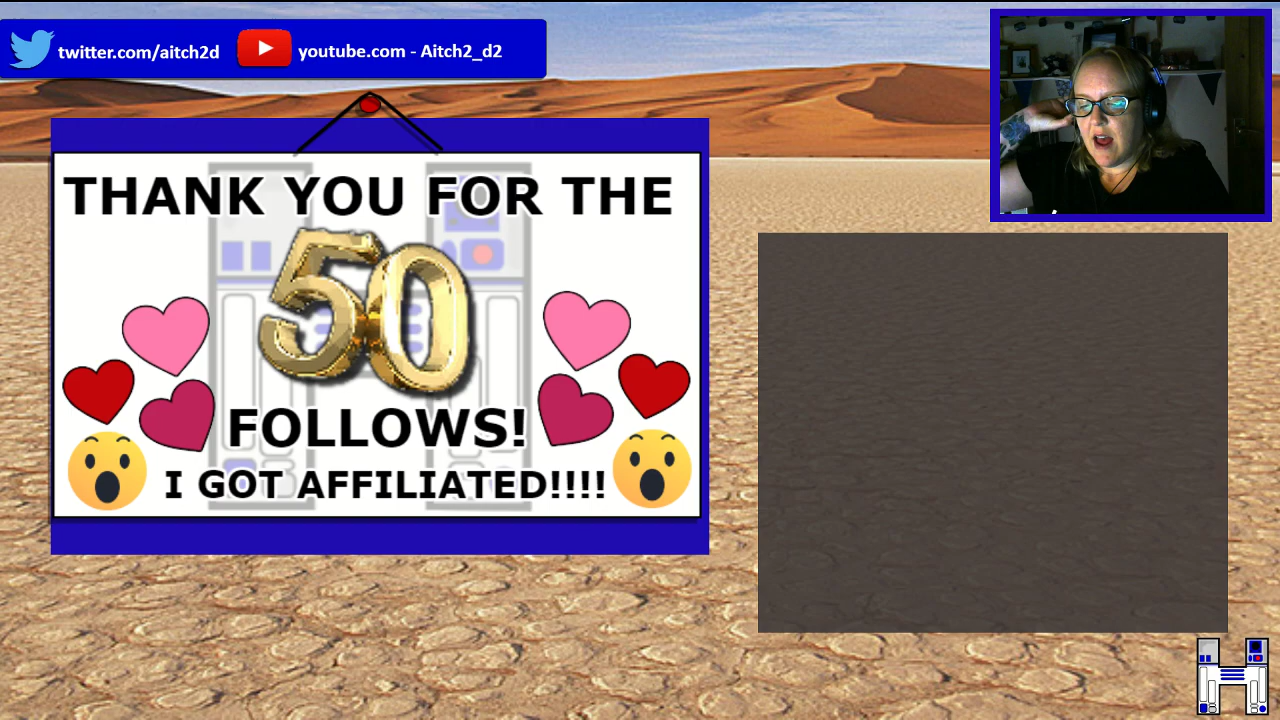 twitter.com/aitch2d
youtube.com - Aitch2_d2
THANK YOU FOR THE
50
FOLLOWS!
I GOT AFFILIATED!!!!